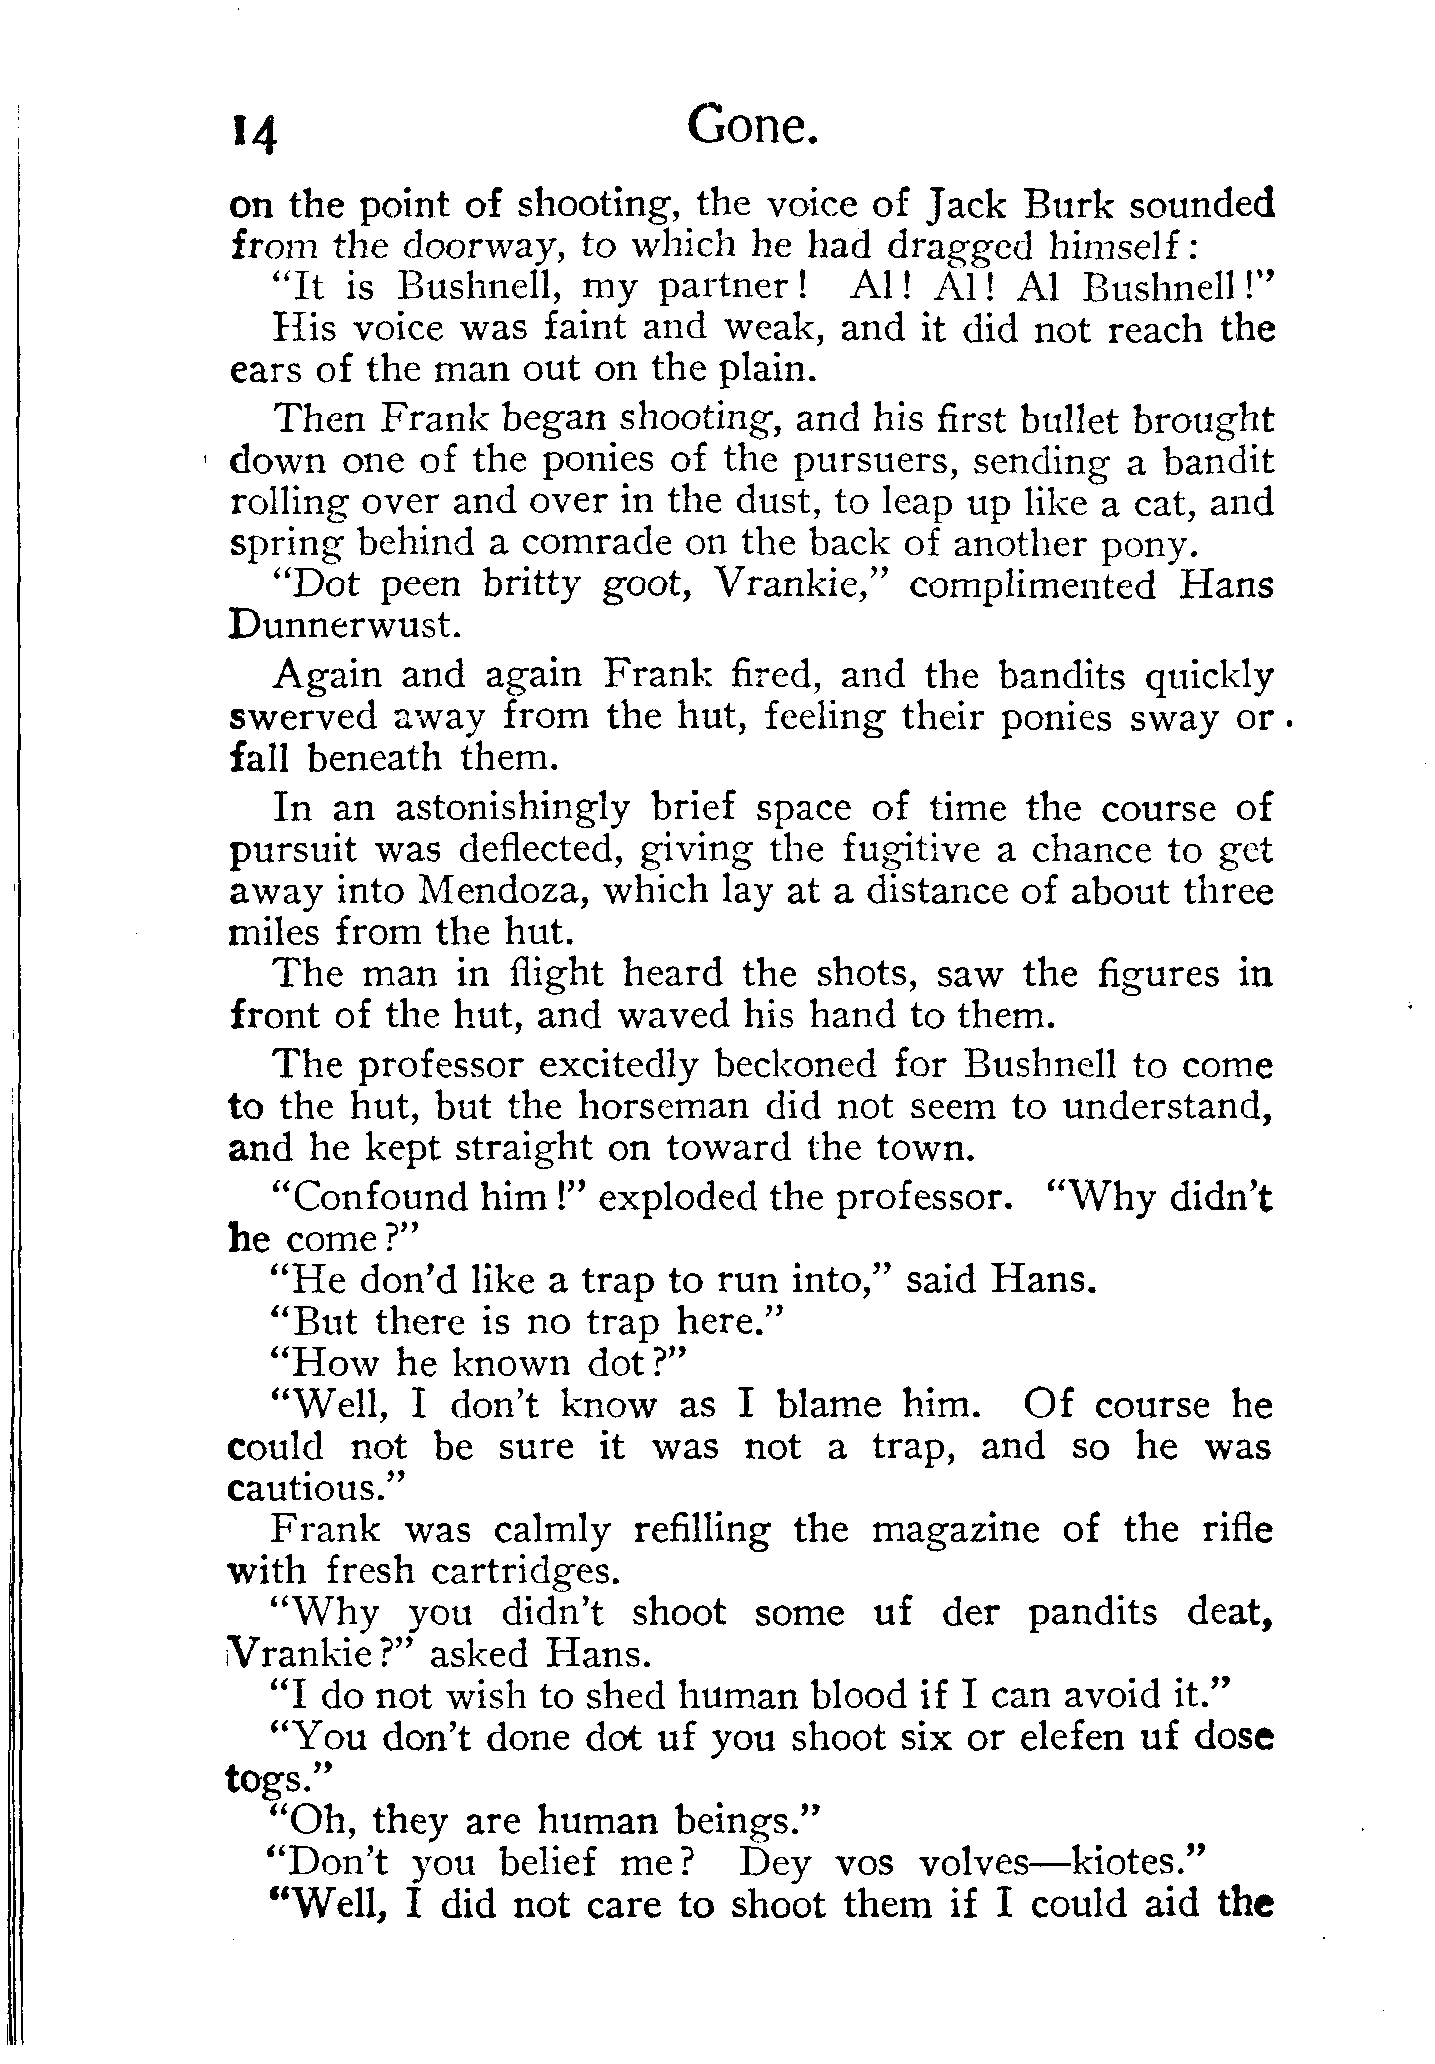 14 Gone.
on the point of shooting, the voice of Jack Burk sounded
from the doorway, to which he had dragged himself:
"It is Bushnell, my partner! Al! Al! Al Bushnell!"
His voice was faint and weak, and it did not reach the
ears of the man out on the plain.
Then Frank began shooting, and his first bullet brought
down one of the ponies of the pursuers, sending a bandit
rolling over and over in the dust, to leap up like a cat, and
spring behind a comrade on the back of another pony.
"Dot peen britty goot, Vrankie," complimented Hans
Dunnerwust.
Again and again Frank fired, and the bandits quickly
swerved away from the hut, feeling their ponies sway or
fall beneath them.
In an astonishingly brief space of time the course of
pursuit was deflected, giving the fugitive a chance to get
away into Mendoza, which lay at a distance of about three
miles from the hut.
The man in flight heard the shots, saw the figures in
front of the hut, and waved his hand to them.
The professor excitedly beckoned for Bushnell to come
to the hut, but the horseman did not seem to understand,
and he kept straight on toward the town.
"Confound him!" exploded the professor. "Why didn't
he come?"
"He don'd like a trap to run into," said Hans.
"But there is no trap here."
"How he known dot?"
"Well, I don't know as I blame him. Of course he
could not be sure it was not a trap, and so he was
cautious."
Frank was calmly refilling the magazine of the rifle
with fresh cartridges.
"Why you didn't shoot some uf der pandits deat,
Vrankie?" asked Hans.
"I do not wish to shed human blood if I can avoid it."
"You don't done dot uf you shoot six or elefen uf dose
togs."
"Oh, they are human beings."
"Don't you belief me? Dey vos volves—kiotes."
"Well, I did not care to shoot them if I could aid the